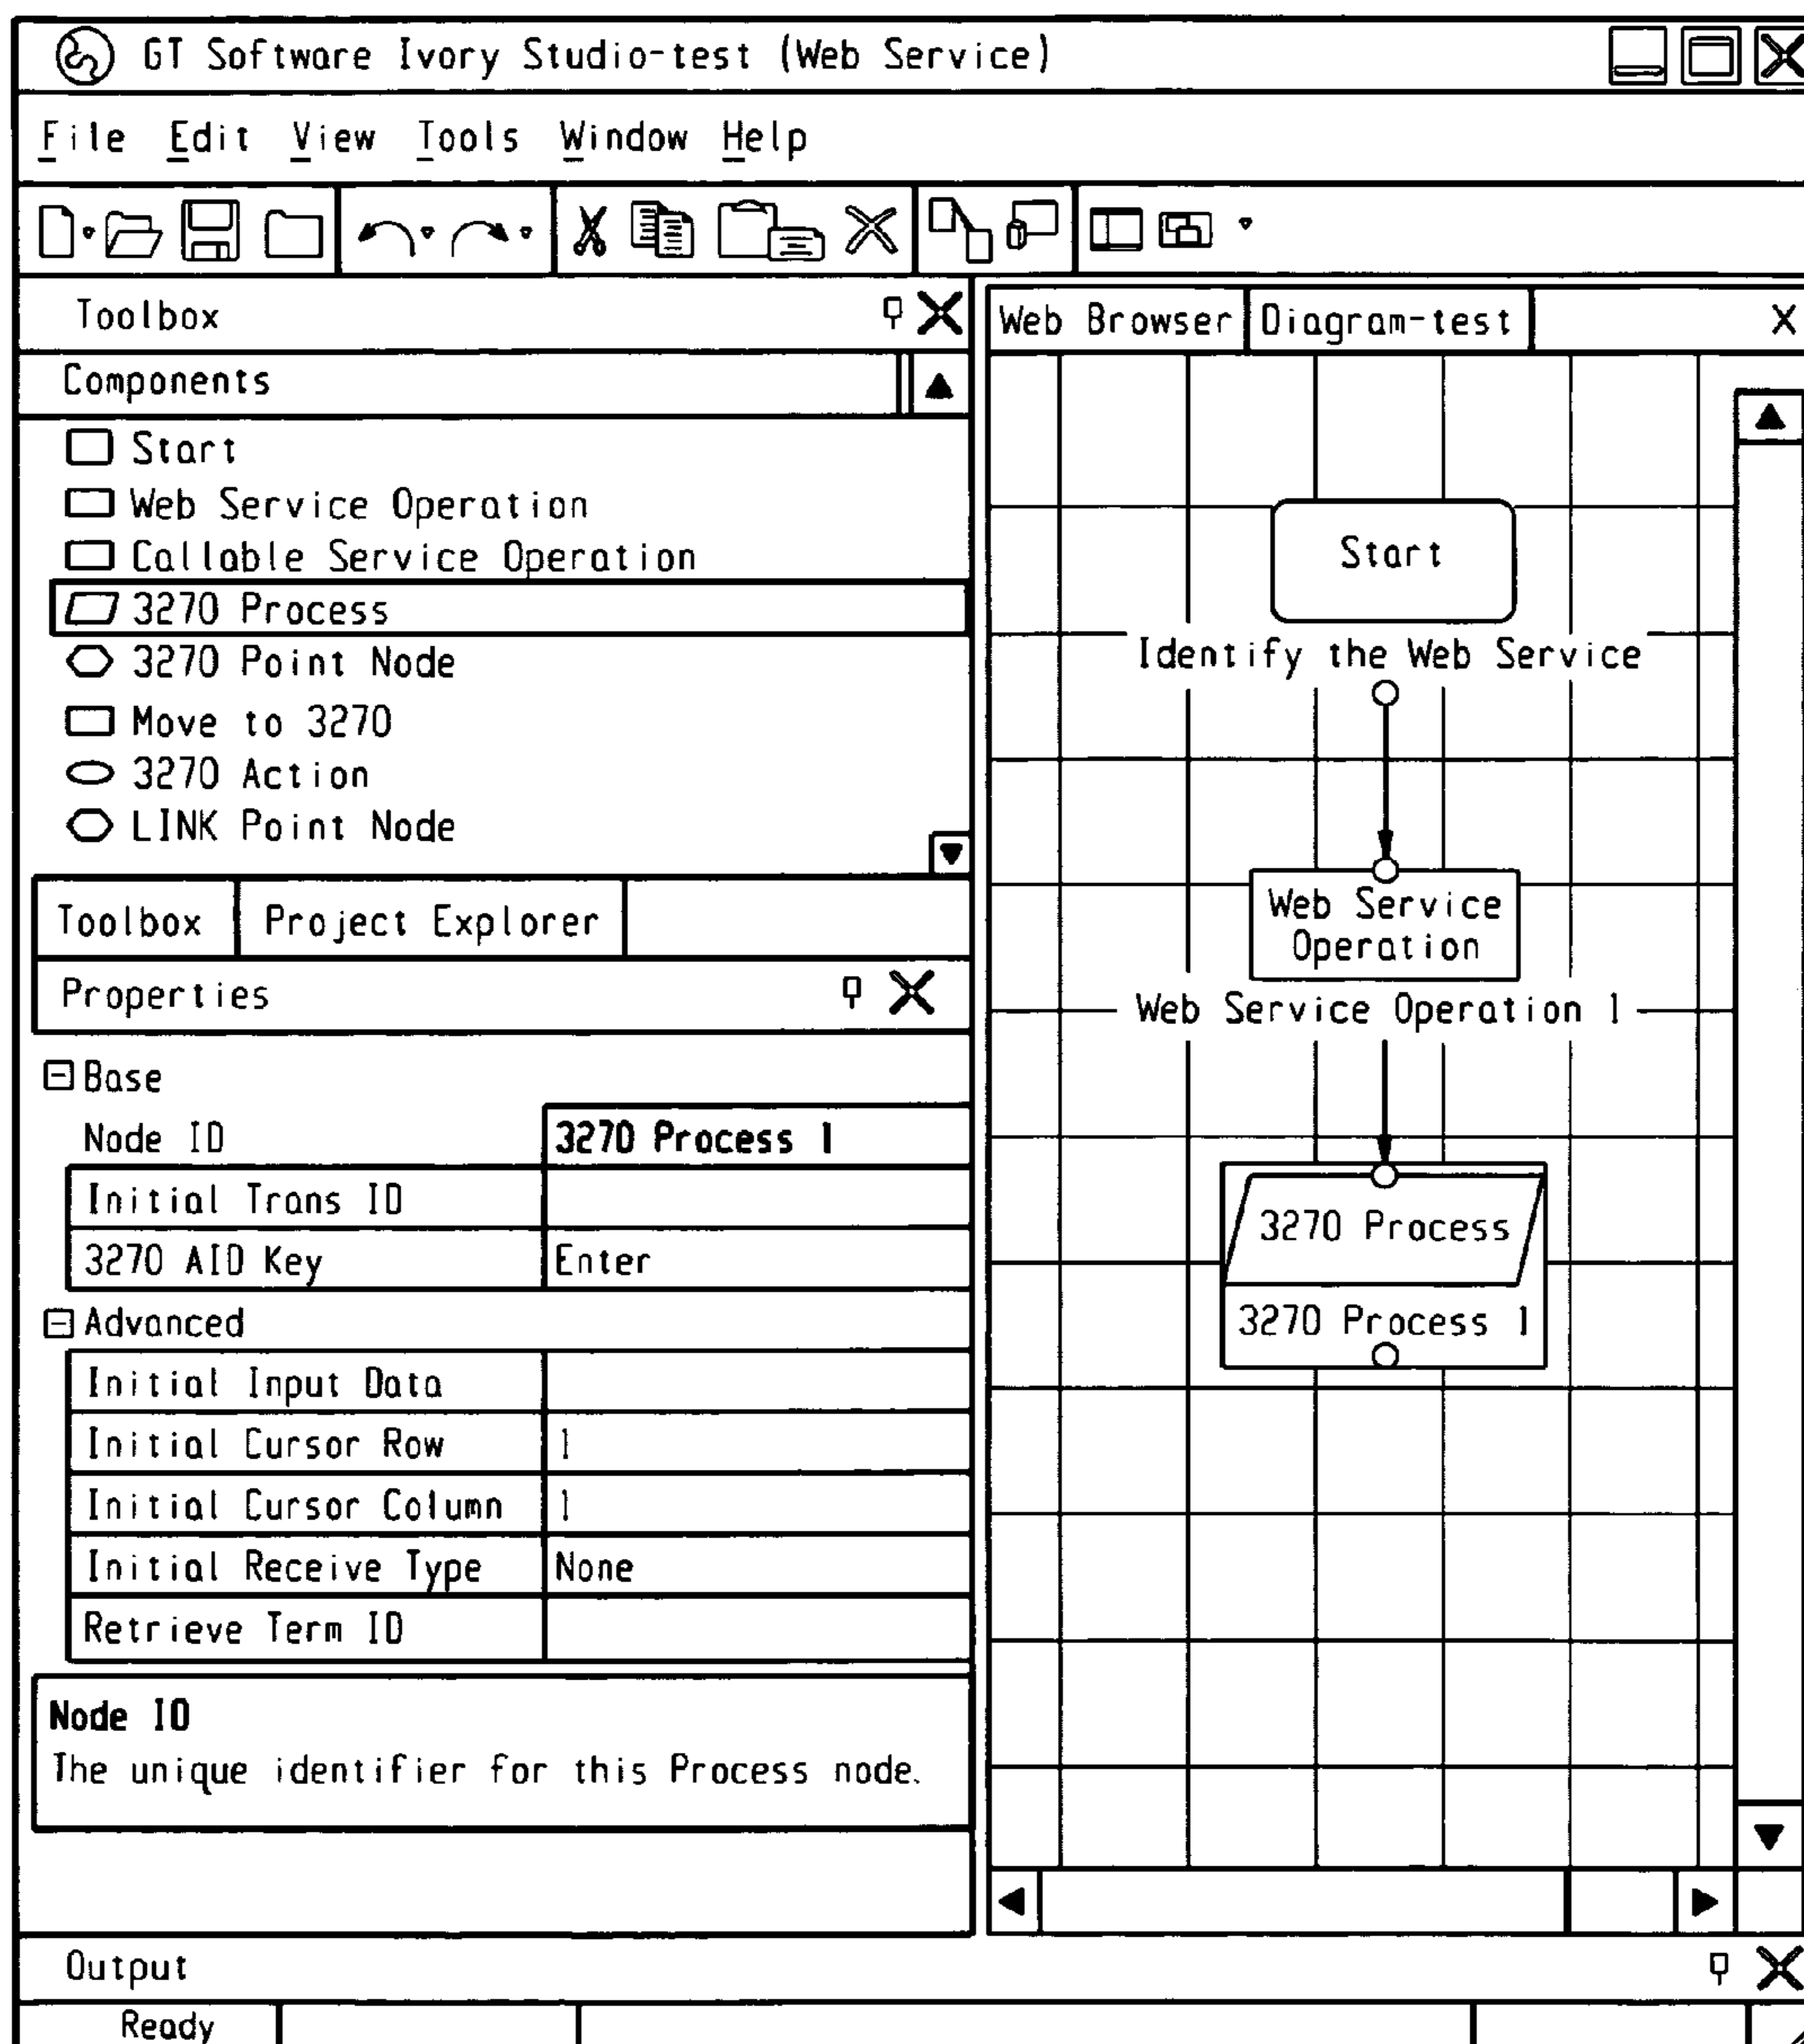 GT Software Ivory Studio-test (Web Service)
File Edit View Tools Window Help
Toolbox
Components
Start
Web Service Operation
Callable Service Operation
3270 Process
3270 Point Node
Move to 3270
3270 Action
LINK Point Node
Toolbox Project Explorer
Properties
Base
Node ID 3270 Process 1
Initial Trans ID
3270 AID Key Enter
Advanced
Initial Input Data
Initial Cursor Row 1
Initial Cursor Column 1
Initial Receive Type None
Retrieve Term ID
Node ID
The unique identifier for this Process node.
Web Browser Diagram-test X
Start
Identify the Web Service
Web Service
Operation
Web Service Operation 1
3270 Process
3270 Process 1
Output
Ready